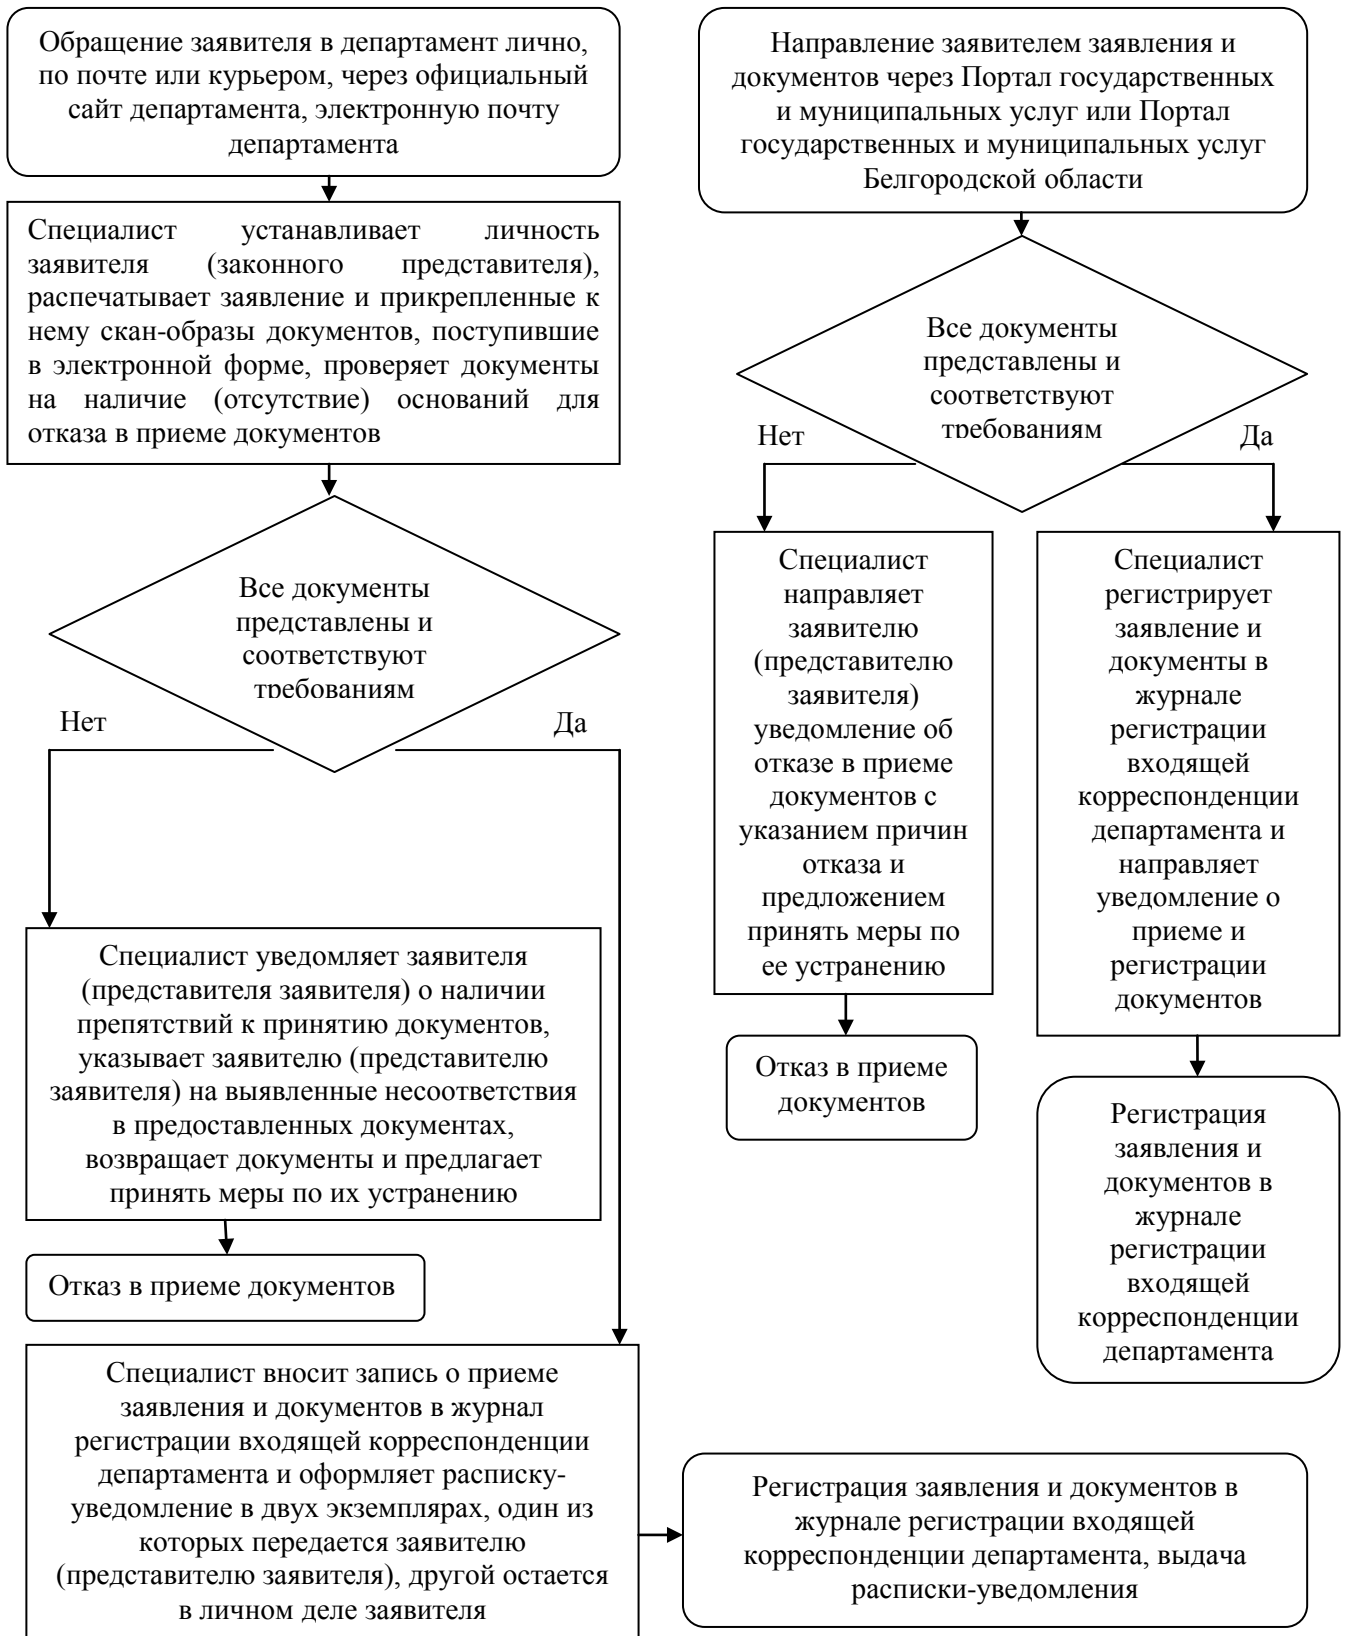 Обращение заявителя в департамент лично,
по почте или курьером, через официальный
сайт департамента, электронную почту
департамента
Специалист устанавливает личность
заявителя (законного представителя),
распечатывает заявление и прикрепленные к
нему скан-образы документов, поступившие
в электронной форме, проверяет документы
на наличие (отсутствие) оснований для
отказа в приеме документов
Все документы
представлены и
соответствуют
требованиям
Нет
Да
Специалист уведомляет заявителя
(представителя заявителя) о наличии
препятствий к принятию документов,
указывает заявителю (представителю
заявителя) на выявленные несоответствия
в предоставленных документах,
возвращает документы и предлагает
принять меры по их устранению
Отказ в приеме документов
Специалист вносит запись о приеме
заявления и документов в журнал
регистрации входящей корреспонденции
департамента и оформляет расписку-
уведомление в двух экземплярах, один из
которых передается заявителю
(представителю заявителя), другой остается
в личном деле заявителя
Регистрация заявления и документов в
журнале регистрации входящей
корреспонденции департамента, выдача
расписки-уведомления
Направление заявителем заявления и
документов через Портал государственных
и муниципальных услуг или Портал
государственных и муниципальных услуг
Белгородской области
Все документы
представлены и
соответствуют
требованиям
Нет
Да
Специалист
направляет
заявителю
(представителю
заявителя)
уведомление об
отказе в приеме
документов с
указанием причин
отказа и
предложением
принять меры по
ее устранению
Отказ в приеме
документов
Специалист
регистрирует
заявление и
документы в
журнале
регистрации
входящей
корреспонденции
департамента и
направляет
уведомление о
приеме и
регистрации
документов
Регистрация
заявления и
документов в
журнале
регистрации
входящей
корреспонденции
департамента